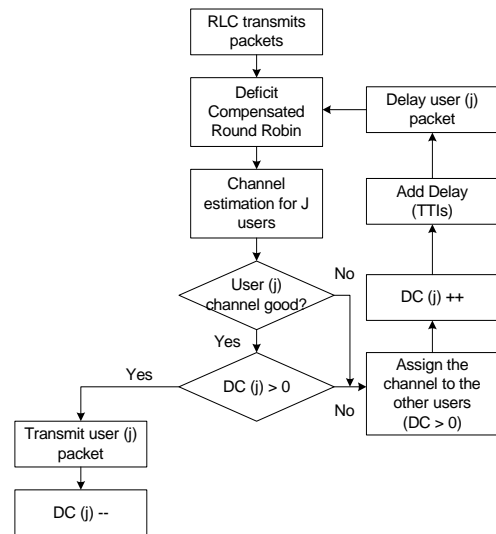 RLC transmits
packets
Deficit
Compensated
Round Robin
Delay user (j)
packet
Channel
estimation for J
users
Add Delay
(TTIs)
User (j)
channel good?
No
DC (j) ++
Yes
Yes
DC (j) > 0
No
Assign the
channel to the
other users
(DC > 0)
Transmit user (j)
packet
DC (j) --